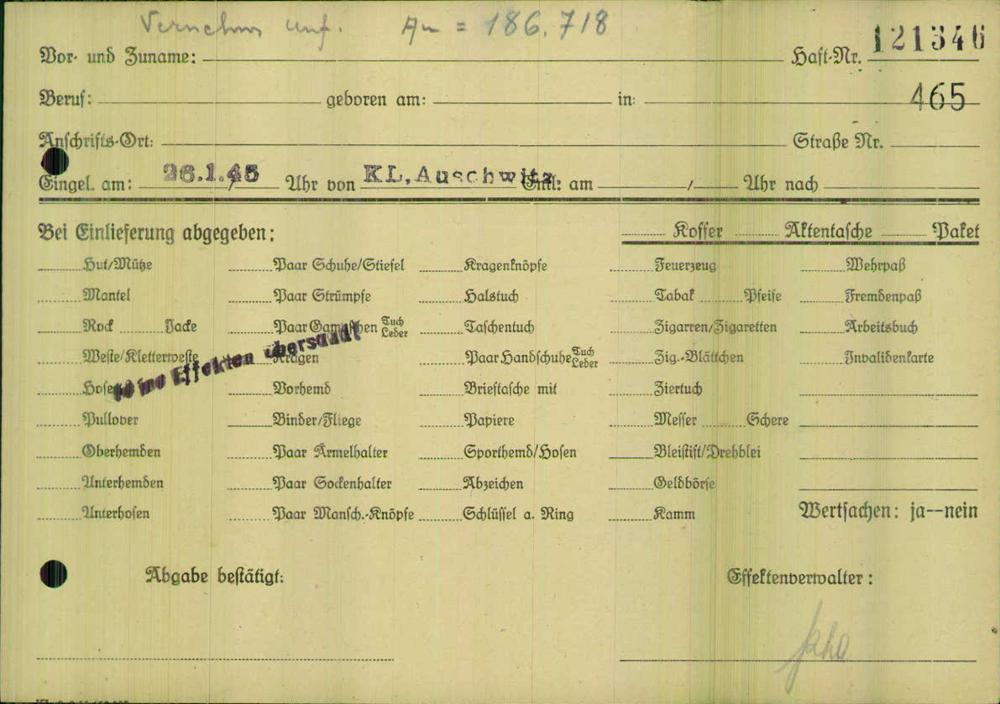 Au = 186.718
Vor- und Zuname: Haft-Nr. 121346
Beruf: geboren am: in: 465
Anschrifts-Ort: Straße Nr.
Eingel. am: 26.1.45 / Uhr von KL, Auschwitz Entl. am / Uhr nach
Bei Einlieferung abgegeben: Koffer Aktentasche Paket
Hut/Mütze Paar Schuhe/Stiefel Kragenknöpfe Feuerzeug Wehrpaß
Mantel Paar Strümpfe Halstuch Tabak Pfeife Fremdenpaß
Rock Jacke Paar Gamaschen Tuch Leder Taschentuch Zigarren/Zigaretten Arbeitsbuch
Weste/Kletterweste Kragen Paar Handschuhe Tuch Leder Zig.-Blättchen Invalidenkarte
keine Effekten übersandt
Hose Vorhemd Brieftasche mit Ziertuch
Pullover Binder/Fliege Papiere Messer Schere
Oberhemden Paar Ärmelhalter Sporthemd/Hosen Bleistift/Drehblei
Unterhemden Paar Sockenhalter Abzeichen Geldbörse
Unterhosen Paar Mansch.-Knöpfe Schlüssel a. Ring Kamm Wertsachen: ja--nein
Abgabe bestätigt: Effektenverwalter: